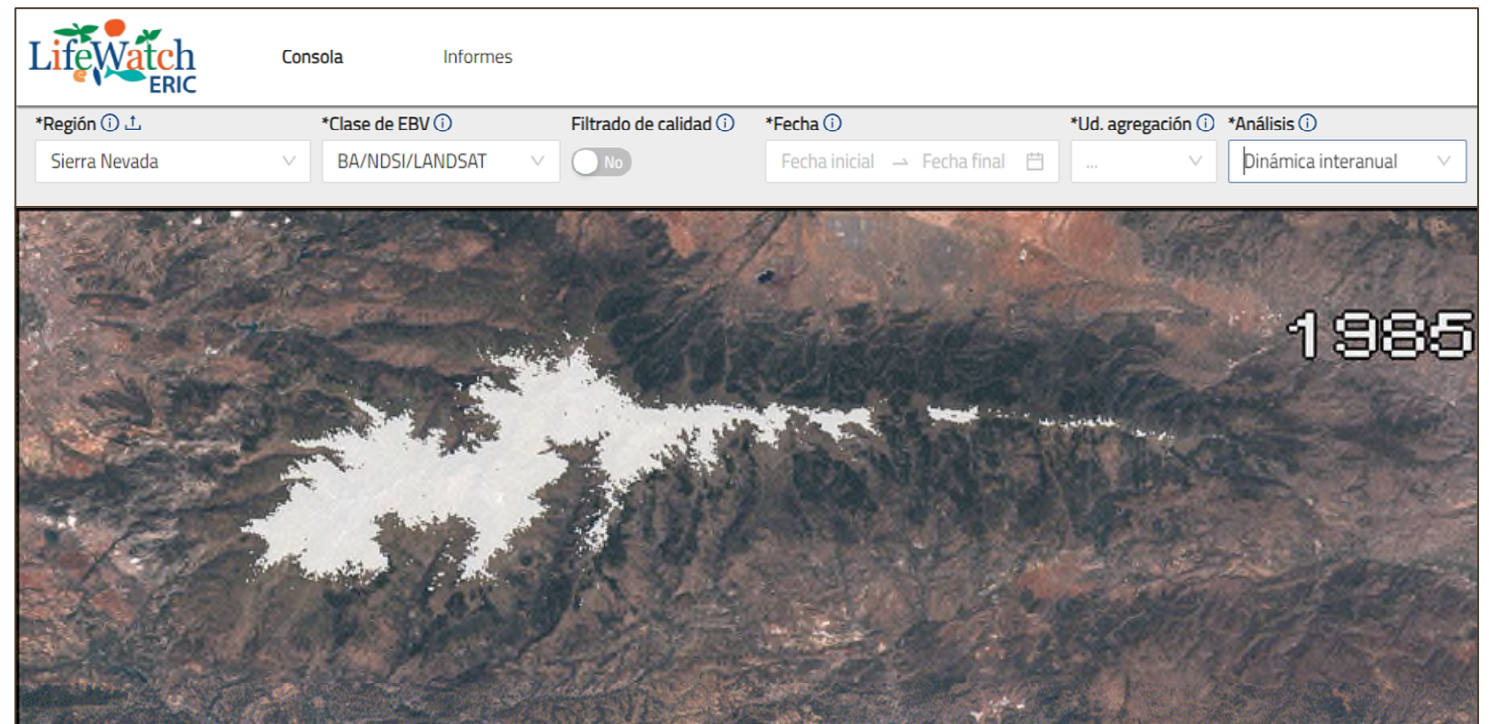 LifeWatch
ERIC
Consola Informes
*Región *Clase de EBV Filtrado de calidad *Fecha *Ud. agregación *Análisis
Sierra Nevada BA/NDSI/LANDSAT No Fecha inicial → Fecha final ... Dinámica interanual
1985